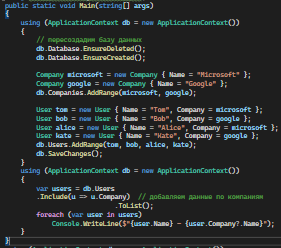 public static void Main(string[] args)
{
using (ApplicationContext db = new ApplicationContext())
{
// пересоздадим базу данных
db.Database.EnsureDeleted();
db.Database.EnsureCreated();
Company microsoft = new Company { Name = "Microsoft" };
Company google = new Company { Name = "Google" };
db.Companies.AddRange(microsoft, google);
User tom = new User { Name = "Tom", Company = microsoft };
User bob = new User { Name = "Bob", Company = google };
User alice = new User { Name = "Alice", Company = microsoft };
User kate = new User { Name = "Kate", Company = google };
db.Users.AddRange(tom, bob, alice, kate);
db.SaveChanges();
}
using (ApplicationContext db = new ApplicationContext())
{
var users = db.Users
.Include(u => u.Company) // добавляем данные по компаниям
.ToList();
foreach (var user in users)
Console.WriteLine($"{user.Name} - {user.Company?.Name}");
}
}